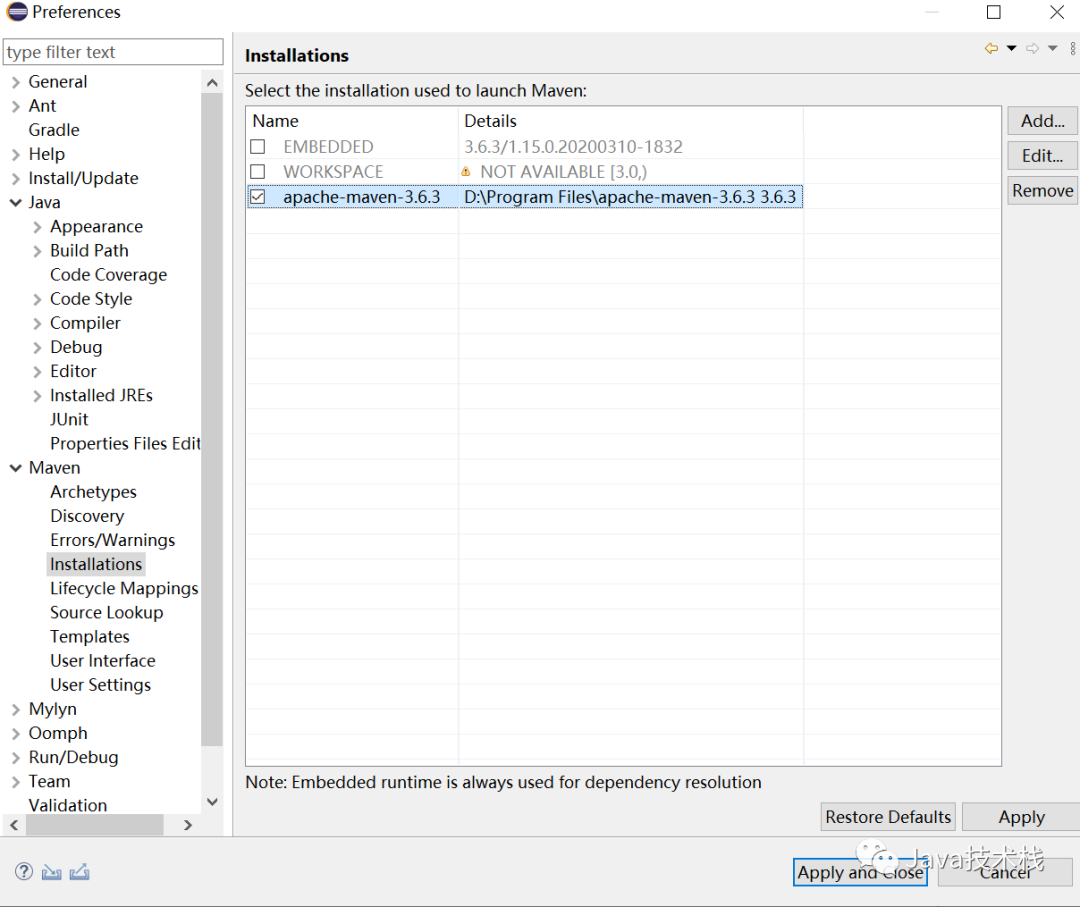 Preferences
type filter text
General
Ant
Gradle
Help
Install/Update
Java
Appearance
Build Path
Code Coverage
Code Style
Compiler
Debug
Editor
Installed JREs
JUnit
Properties Files Edit
Maven
Archetypes
Discovery
Errors/Warnings
Installations
Lifecycle Mappings
Source Lookup
Templates
User Interface
User Settings
Mylyn
Oomph
Run/Debug
Team
Validation
Installations
Select the installation used to launch Maven:
Name Details
EMBEDDED 3.6.3/1.15.0.20200310-1832
WORKSPACE NOT AVAILABLE [3.0,)
apache-maven-3.6.3 D:\Program Files\apache-maven-3.6.3 3.6.3
Add...
Edit...
Remove
Note: Embedded runtime is always used for dependency resolution
Restore Defaults Apply
Java技术栈
Apply and Close Cancel